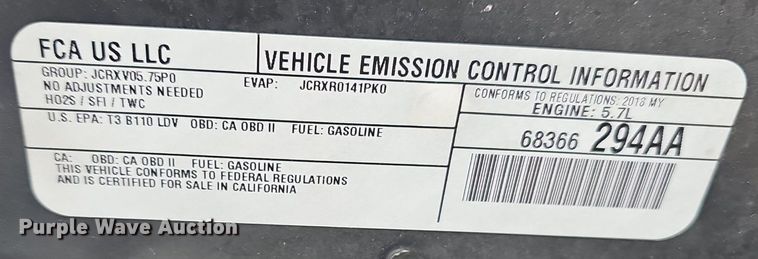 FCA US LLC
VEHICLE EMISSION CONTROL INFORMATION
GROUP: JCRXV05.75P0
EVAP: JCRXR0141PK0
NO ADJUSTMENTS NEEDED
HO2S / SFI / TWC
CONFORMS TO REGULATIONS: 2018 MY
ENGINE: 5.7L
U.S. EPA: T3 B110 LDV OBD: CA OBD II FUEL: GASOLINE
68366 294AA
CA: OBD: CA OBD II FUEL: GASOLINE
THIS VEHICLE CONFORMS TO FEDERAL REGULATIONS
AND IS CERTIFIED FOR SALE IN CALIFORNIA
Purple Wave Auction